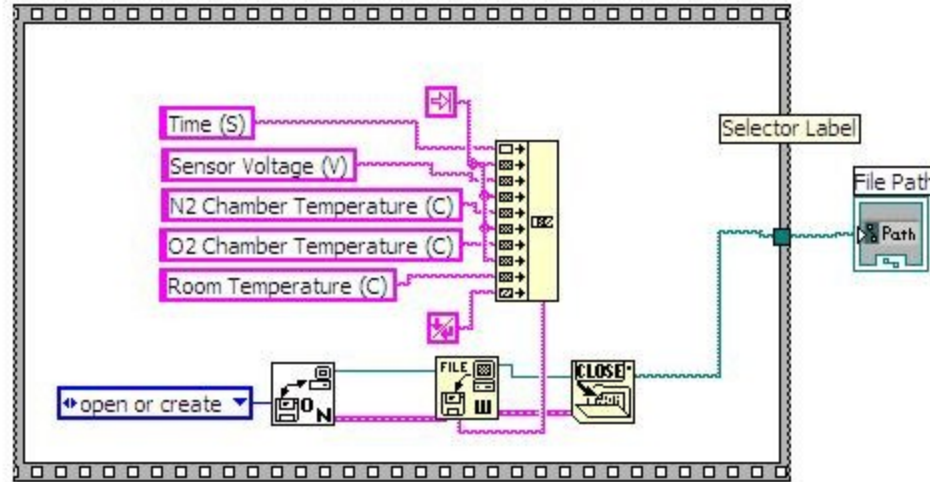 Time (S)
Selector Label
Sensor Voltage (V)
File Path
N2 Chamber Temperature (C)
Path
O2 Chamber Temperature (C)
Room Temperature (C)
FILE
CLOSE
open or create
O
N
W